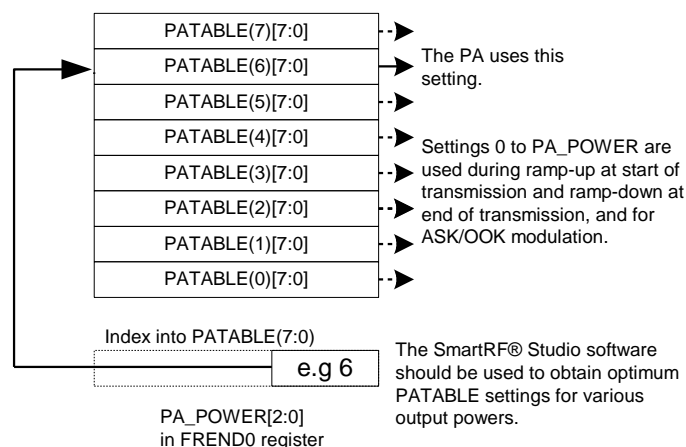 PATABLE(7)[7:0]
PATABLE(6)[7:0]
The PA uses this
setting.
PATABLE(5)[7:0]
PATABLE(4)[7:0]
PATABLE(3)[7:0]
PATABLE(2)[7:0]
PATABLE(1)[7:0]
PATABLE(0)[7:0]
Settings 0 to PA_POWER are
used during ramp-up at start of
transmission and ramp-down at
end of transmission, and for
ASK/OOK modulation.
Index into PATABLE(7:0)
e.g 6
PA_POWER[2:0]
in FREND0 register
The SmartRF® Studio software
should be used to obtain optimum
PATABLE settings for various
output powers.